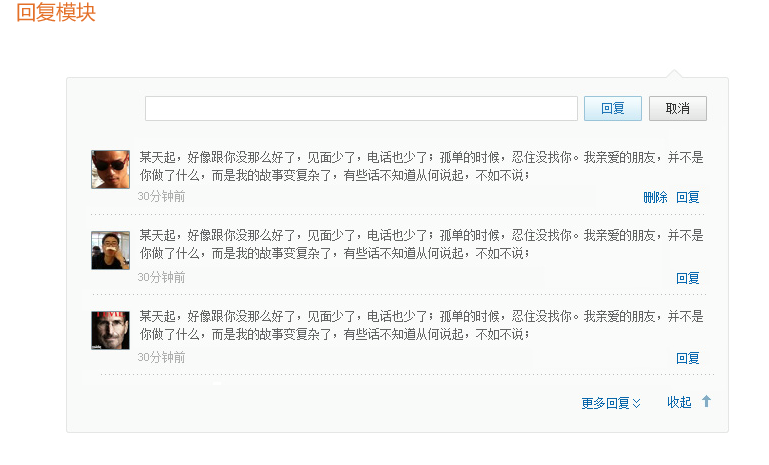 回复模块
回复 取消
某天起，好像跟你没那么好了，见面少了，电话也少了；孤单的时候，忍住没找你。我亲爱的朋友，并不是
你做了什么，而是我的故事变复杂了，有些话不知道从何说起，不如不说；
30分钟前 删除 回复
某天起，好像跟你没那么好了，见面少了，电话也少了；孤单的时候，忍住没找你。我亲爱的朋友，并不是
你做了什么，而是我的故事变复杂了，有些话不知道从何说起，不如不说；
30分钟前 回复
某天起，好像跟你没那么好了，见面少了，电话也少了；孤单的时候，忍住没找你。我亲爱的朋友，并不是
你做了什么，而是我的故事变复杂了，有些话不知道从何说起，不如不说；
30分钟前 回复
更多回复 收起